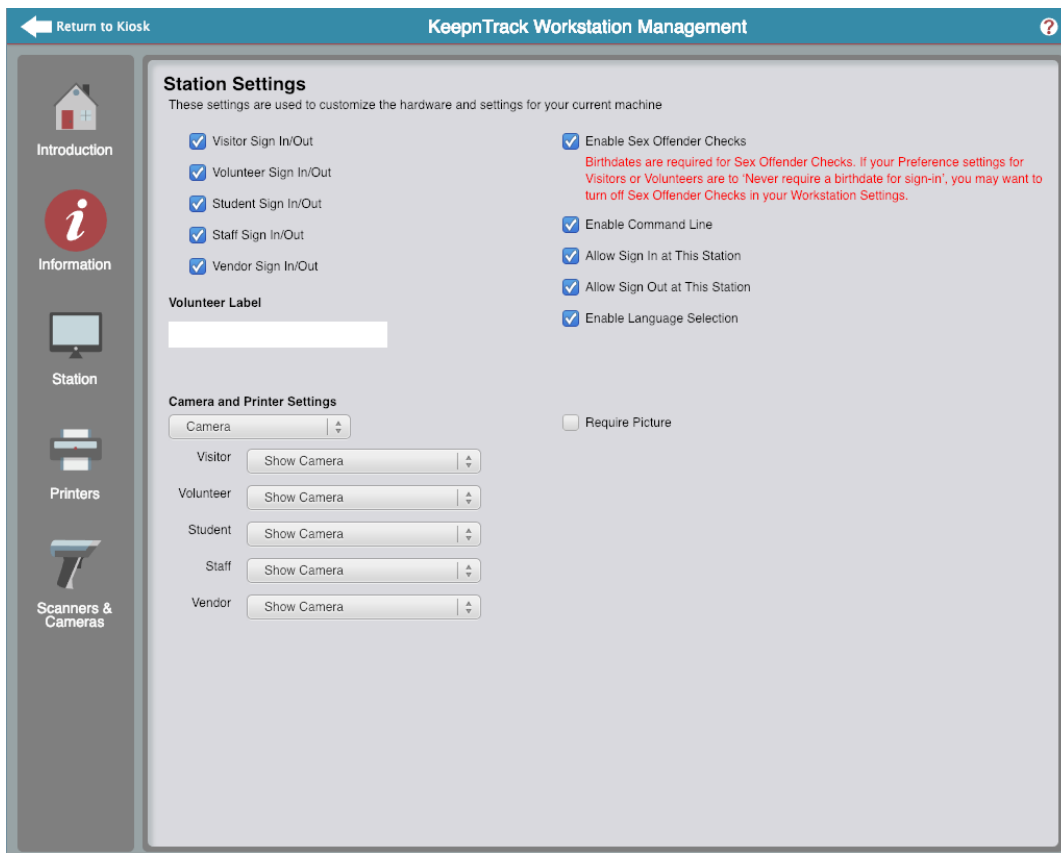 Return to Kiosk
KeepnTrack Workstation Management
?
Introduction
Information
Station
Printers
Scanners &
Cameras
Station Settings
These settings are used to customize the hardware and settings for your current machine
Visitor Sign In/Out
Volunteer Sign In/Out
Student Sign In/Out
Staff Sign In/Out
Vendor Sign In/Out
Volunteer Label
Enable Sex Offender Checks
Birthdates are required for Sex Offender Checks. If your Preference settings for
Visitors or Volunteers are to ‘Never require a birthdate for sign-in’, you may want to
turn off Sex Offender Checks in your Workstation Settings.
Enable Command Line
Allow Sign In at This Station
Allow Sign Out at This Station
Enable Language Selection
Camera and Printer Settings
Camera
Require Picture
Visitor Show Camera
Volunteer Show Camera
Student Show Camera
Staff Show Camera
Vendor Show Camera